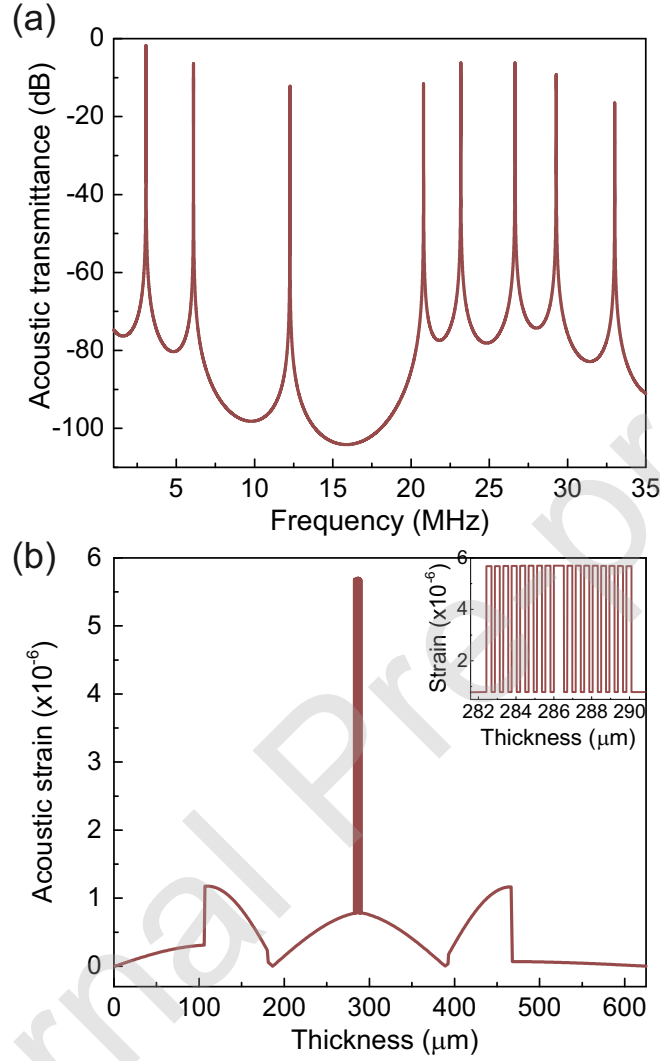 (a)
Acoustic transmittance (dB)
0
-20
-40
-60
-80
-100
5 10 15 20 25 30 35
Frequency (MHz)
(b)
Acoustic strain (x10-6)
6
5
4
3
2
1
0
0 100 200 300 400 500 600
Thickness (μm)
Strain (x10-6)
6
4
2
282 284 286 288 290
Thickness (μm)
rnal Pre-p